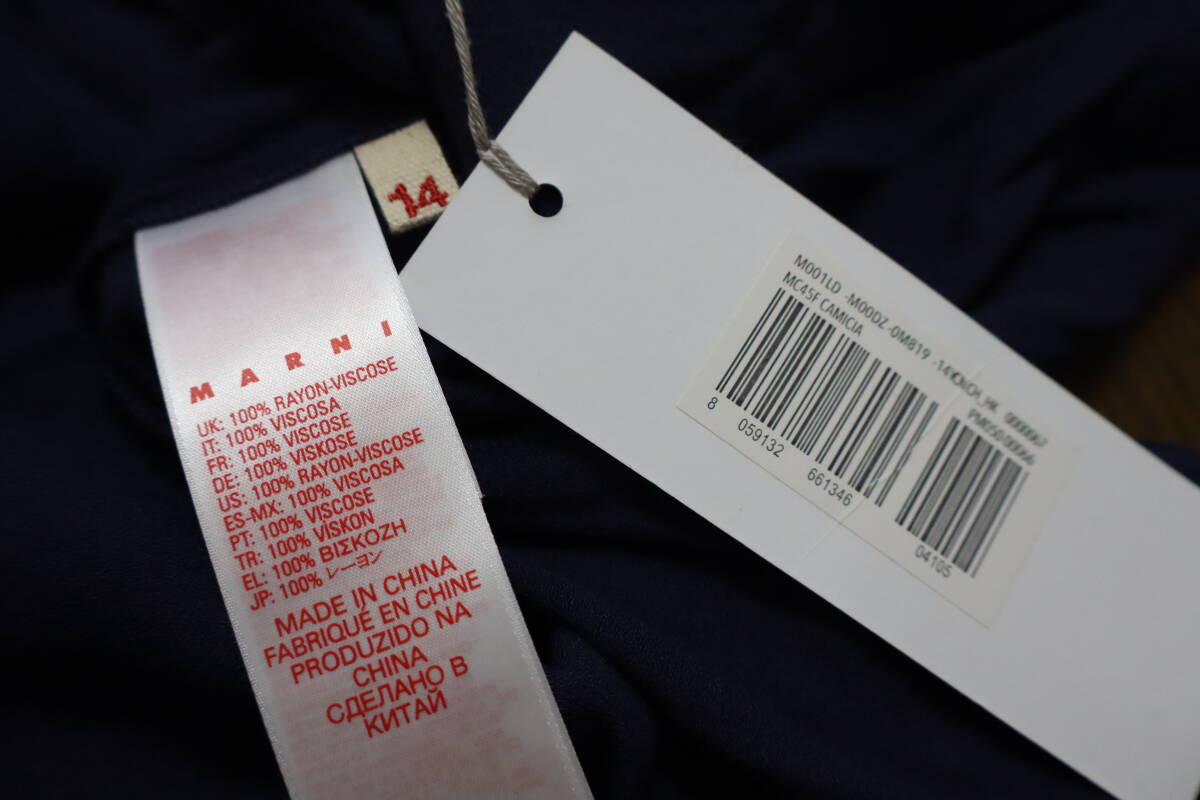 14
MARNI
UK: 100% RAYON-VISCOSE
IT: 100% VISCOSA
FR: 100% VISCOSE
DE: 100% VISKOSE
US: 100% RAYON-VISCOSE
ES-MX: 100% VISCOSA
PT: 100% VISCOSE
TR: 100% VİSKON
EL: 100% ΒΙΣΚΟΖΗ
JP: 100% レーヨン
MADE IN CHINA
FABRIQUÉ EN CHINE
PRODUZIDO NA
CHINA
СДЕЛАНО В
КИТАЙ
M001LD -M00DZ -0M819 -14Y
MC45F CAMICIA
8 059132 661346
04105